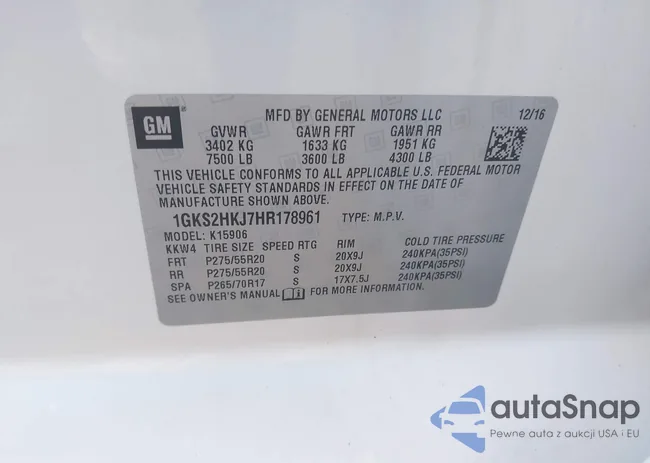 GM
MFD BY GENERAL MOTORS LLC 12/16
GVWR GAWR FRT GAWR RR
3402 KG 1633 KG 1951 KG
7500 LB 3600 LB 4300 LB
THIS VEHICLE CONFORMS TO ALL APPLICABLE U.S. FEDERAL MOTOR
VEHICLE SAFETY STANDARDS IN EFFECT ON THE DATE OF
MANUFACTURE SHOWN ABOVE.
1GKS2HKJ7HR178961 TYPE: M.P.V.
MODEL: K15906
KKW4 TIRE SIZE SPEED RTG RIM COLD TIRE PRESSURE
FRT P275/55R20 S 20X9J 240KPA(35PSI)
RR P275/55R20 S 20X9J 240KPA(35PSI)
SPA P265/70R17 S 17X7.5J 240KPA(35PSI)
SEE OWNER'S MANUAL FOR MORE INFORMATION.
autaSnap
Pewne auta z aukcji USA i EU